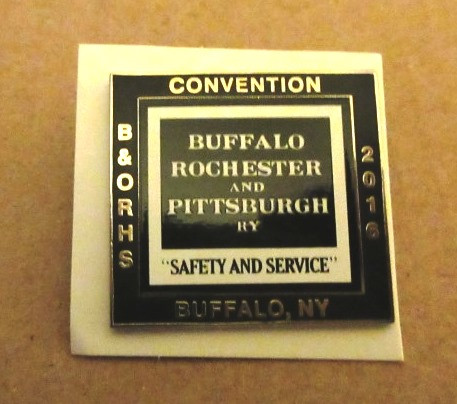 CONVENTION
B&ORHS
BUFFALO
ROCHESTER
AND
PITTSBURGH
RY
"SAFETY AND SERVICE"
2016
BUFFALO, NY